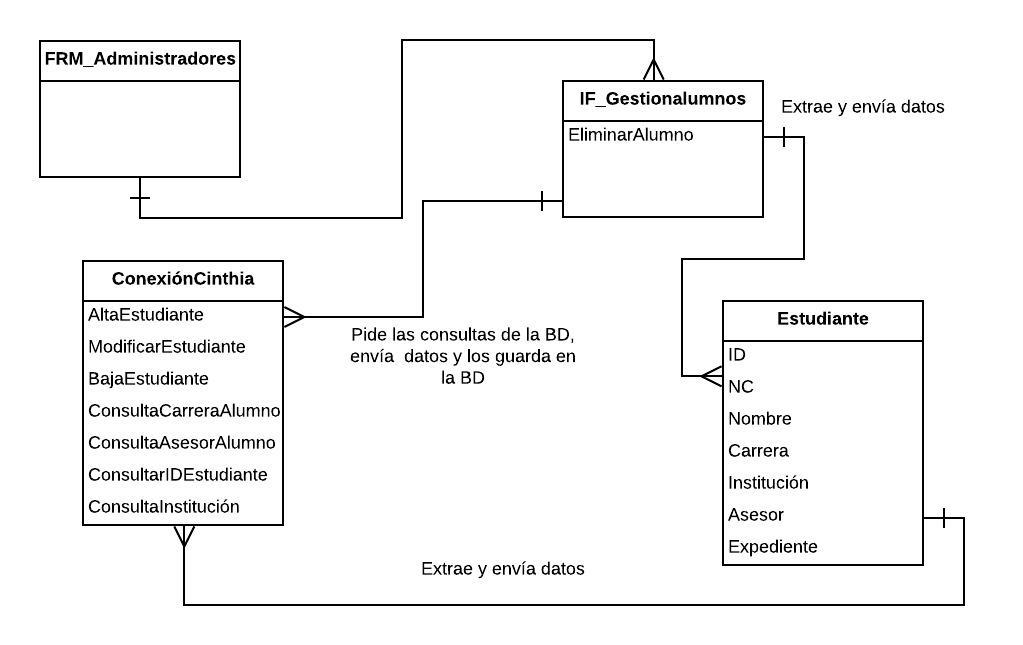 FRM_Administradores
IF_Gestionalumnos
EliminarAlumno
Extrae y envía datos
ConexiónCinthia
AltaEstudiante
ModificarEstudiante
BajaEstudiante
ConsultaCarreraAlumno
ConsultaAsesorAlumno
ConsultarIDEstudiante
ConsultaInstitución
Pide las consultas de la BD,
envía datos y los guarda en
la BD
Estudiante
ID
NC
Nombre
Carrera
Institución
Asesor
Expediente
Extrae y envía datos